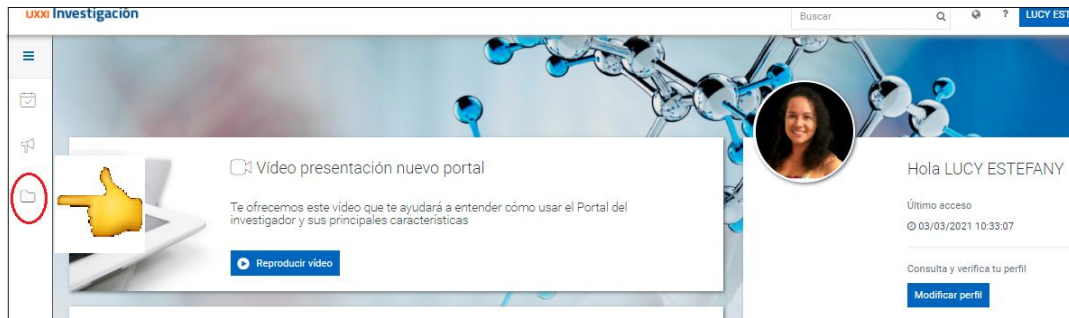 uxxi Investigación
Buscar
?
LUCY EST
Vídeo presentación nuevo portal
Te ofrecemos este vídeo que te ayudará a entender cómo usar el Portal del
investigador y sus principales características
Reproducir vídeo
Hola LUCY ESTEFANY
Último acceso
03/03/2021 10:33:07
Consulta y verifica tu perfil
Modificar perfil